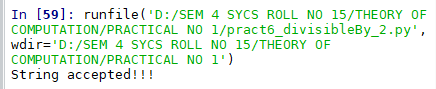 In [59]: runfile('D:/SEM 4 SYCS ROLL NO 15/THEORY OF
COMPUTATION/PRACTICAL NO 1/pract6_divisibleBy_2.py',
wdir='D:/SEM 4 SYCS ROLL NO 15/THEORY OF
COMPUTATION/PRACTICAL NO 1')
String accepted!!!